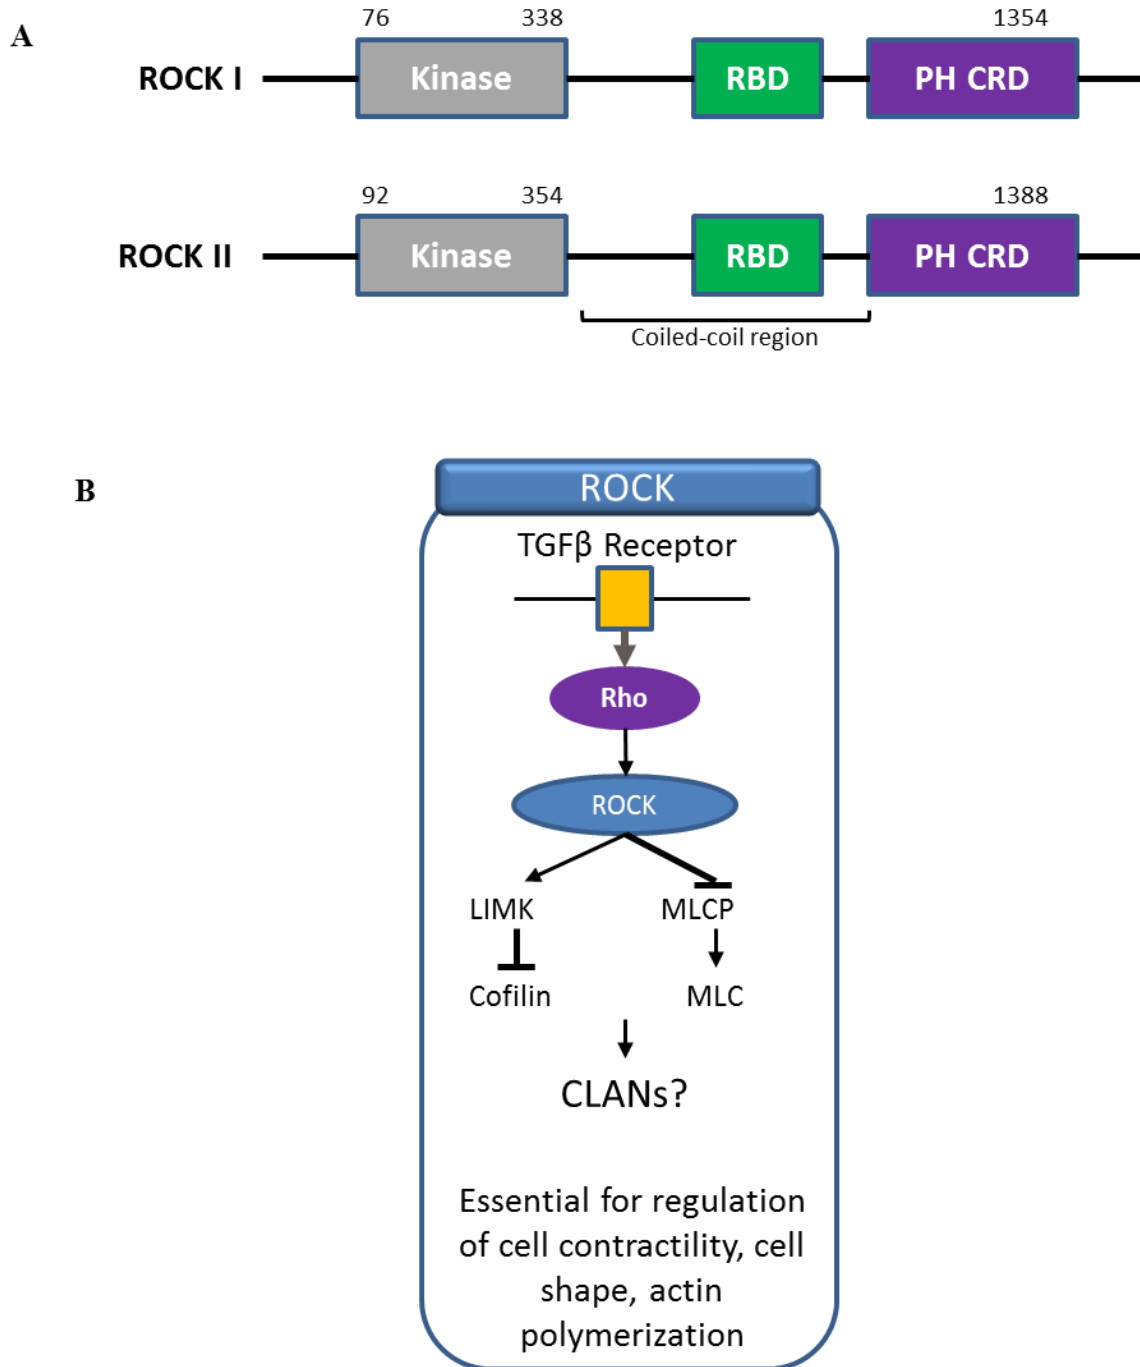 A
76 338 1354
ROCK I Kinase RBD PH CRD
92 354 1388
ROCK II Kinase RBD PH CRD
Coiled-coil region
B
ROCK
TGFβ Receptor
Rho
ROCK
LIMK MLCP
Cofilin MLC
CLANs?
Essential for regulation
of cell contractility, cell
shape, actin
polymerization